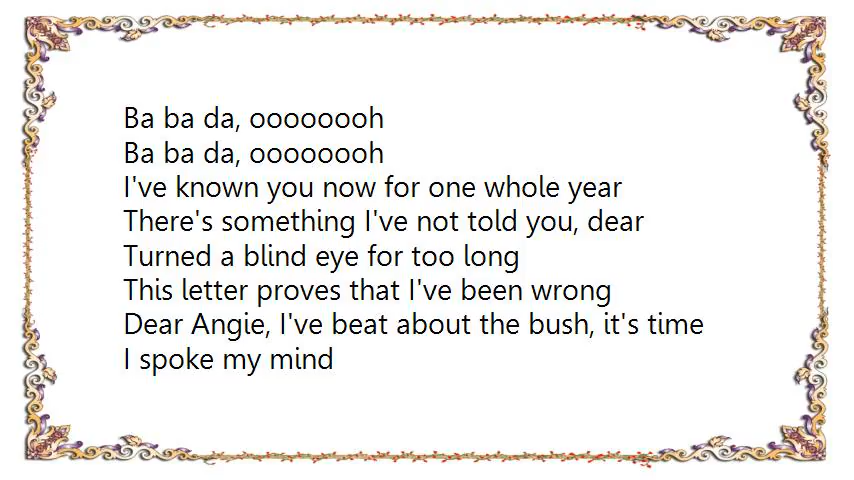 Ba ba da, oooooooh
Ba ba da, oooooooh
I've known you now for one whole year
There's something I've not told you, dear
Turned a blind eye for too long
This letter proves that I've been wrong
Dear Angie, I've beat about the bush, it's time
I spoke my mind